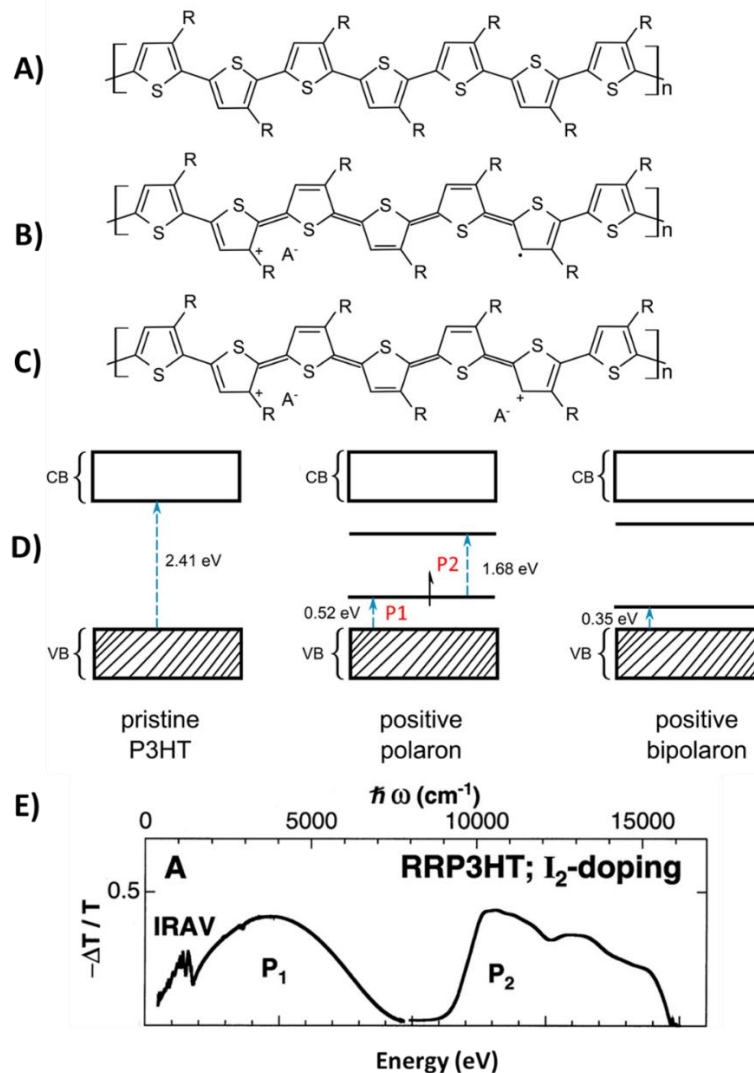 A)
R R R
S S S S S S S
R R R
n
B)
R R R
S S S S S S S
+ A⁻ •
R R R
n
C)
R R R
S S S S S S S
+ A⁻ A⁻ +
R R R
n
D)
CB CB CB
2.41 eV P2 1.68 eV
0.52 eV P1 0.35 eV
VB VB VB
pristine positive positive
P3HT polaron bipolaron
E)
ℏ ω (cm⁻¹)
0 5000 10000 15000
A RRP3HT; I₂-doping
0.5
IRAV
−ΔT / T
P₁ P₂
Energy (eV)